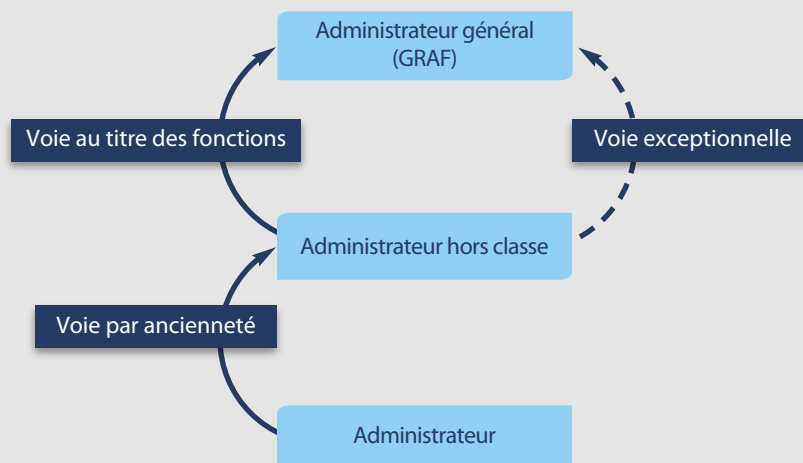 Administrateur général
(GRAF)
Voie au titre des fonctions
Voie exceptionnelle
Administrateur hors classe
Voie par ancienneté
Administrateur